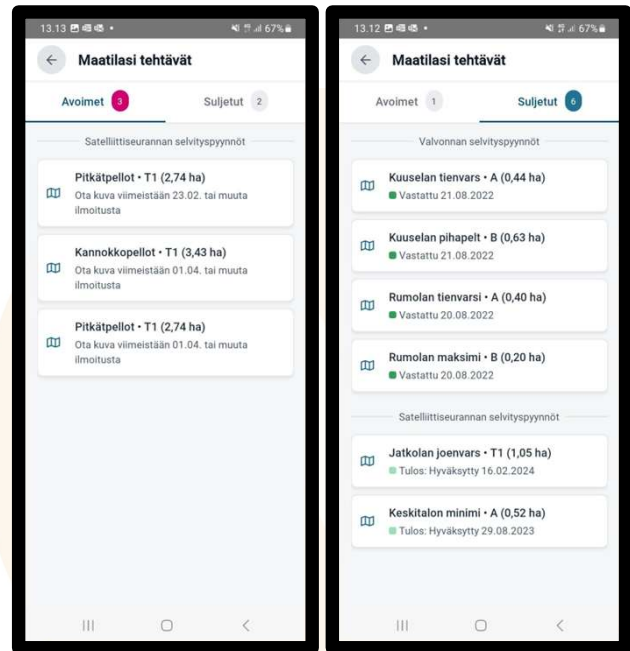 13.13
67%
Maatilasi tehtävät
Avoimet 3
Suljetut 2
Satelliittiseurannan selvityspyynnöt
Pitkätpellot • T1 (2,74 ha)
Ota kuva viimeistään 23.02. tai muuta
ilmoitusta
Kannokkopellot • T1 (3,43 ha)
Ota kuva viimeistään 01.04. tai muuta
ilmoitusta
Pitkätpellot • T1 (2,74 ha)
Ota kuva viimeistään 01.04. tai muuta
ilmoitusta
13.12
67%
Maatilasi tehtävät
Avoimet 1
Suljetut 6
Valvonnan selvityspyynnöt
Kuuselan tienvars • A (0,44 ha)
Vastattu 21.08.2022
Kuuselan pihapelt • B (0,63 ha)
Vastattu 21.08.2022
Rumolan tienvarsi • A (0,40 ha)
Vastattu 20.08.2022
Rumolan maksimi • B (0,20 ha)
Vastattu 20.08.2022
Satelliittiseurannan selvityspyynnöt
Jatkolan joenvars • T1 (1,05 ha)
Tulos: Hyväksytty 16.02.2024
Keskitalon minimi • A (0,52 ha)
Tulos: Hyväksytty 29.08.2023